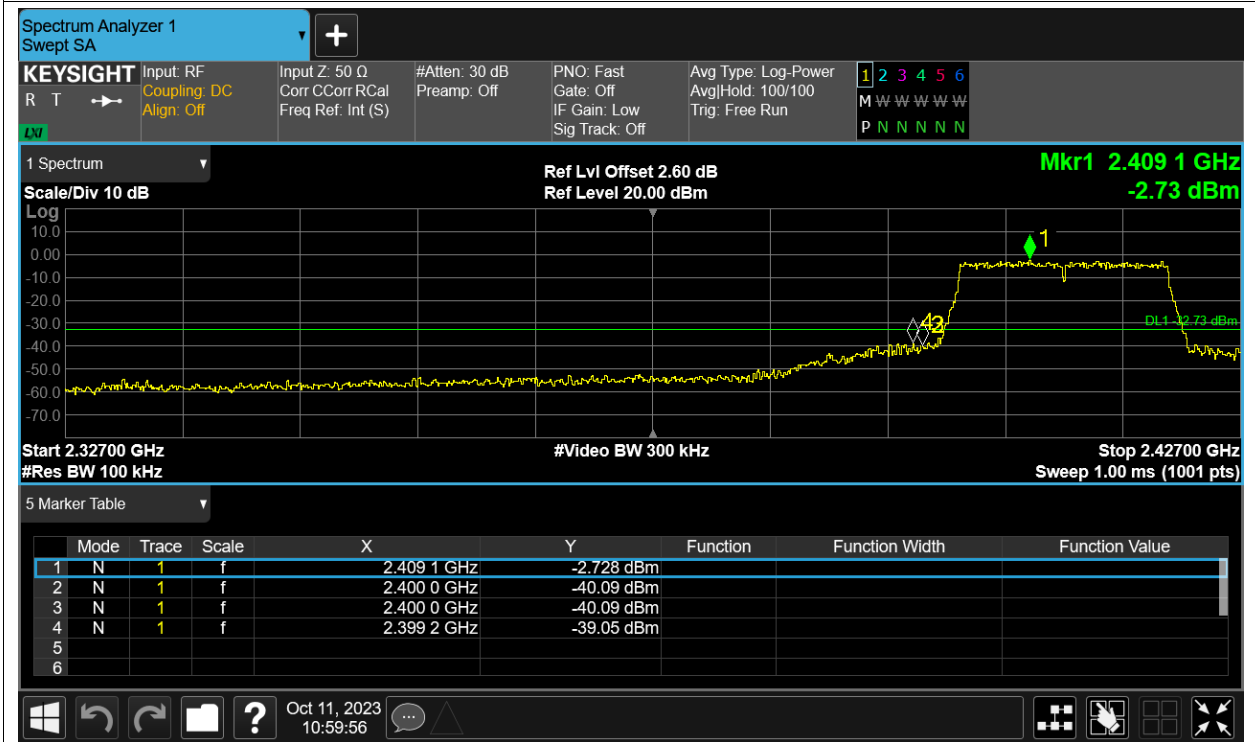 Spectrum Analyzer 1
Swept SA
+
KEYSIGHT Input: RF Input Z: 50 Ω #Atten: 30 dB PNO: Fast Avg Type: Log-Power 1 2 3 4 5 6
R T Coupling: DC Corr CCorr RCal Preamp: Off Gate: Off Avg|Hold: 100/100 M W W W W W
Align: Off Freq Ref: Int (S) IF Gain: Low Trig: Free Run
LXI Sig Track: Off P N N N N N
1 Spectrum Ref Lvl Offset 2.60 dB Mkr1 2.409 1 GHz
Scale/Div 10 dB Ref Level 20.00 dBm -2.73 dBm
Log
10.0
0.00
-10.0
-20.0
-30.0
-40.0
-50.0
-60.0
-70.0
1
DL1 -32.73 dBm
Start 2.32700 GHz #Video BW 300 kHz Stop 2.42700 GHz
#Res BW 100 kHz Sweep 1.00 ms (1001 pts)
5 Marker Table
Mode Trace Scale X Y Function Function Width Function Value
1 N 1 f 2.409 1 GHz -2.728 dBm
2 N 1 f 2.400 0 GHz -40.09 dBm
3 N 1 f 2.400 0 GHz -40.09 dBm
4 N 1 f 2.399 2 GHz -39.05 dBm
5
6
? Oct 11, 2023
10:59:56